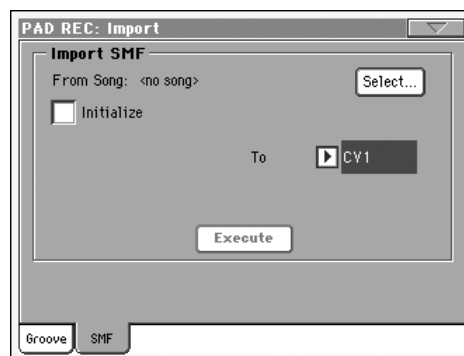 PAD REC: Import
Import SMF
From Song: <no song>
Select...
Initialize
To CV1
Execute
Groove SMF